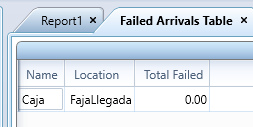 Report1 × Failed Arrivals Table ×
Name Location Total Failed
Caja FajaLlegada 0.00